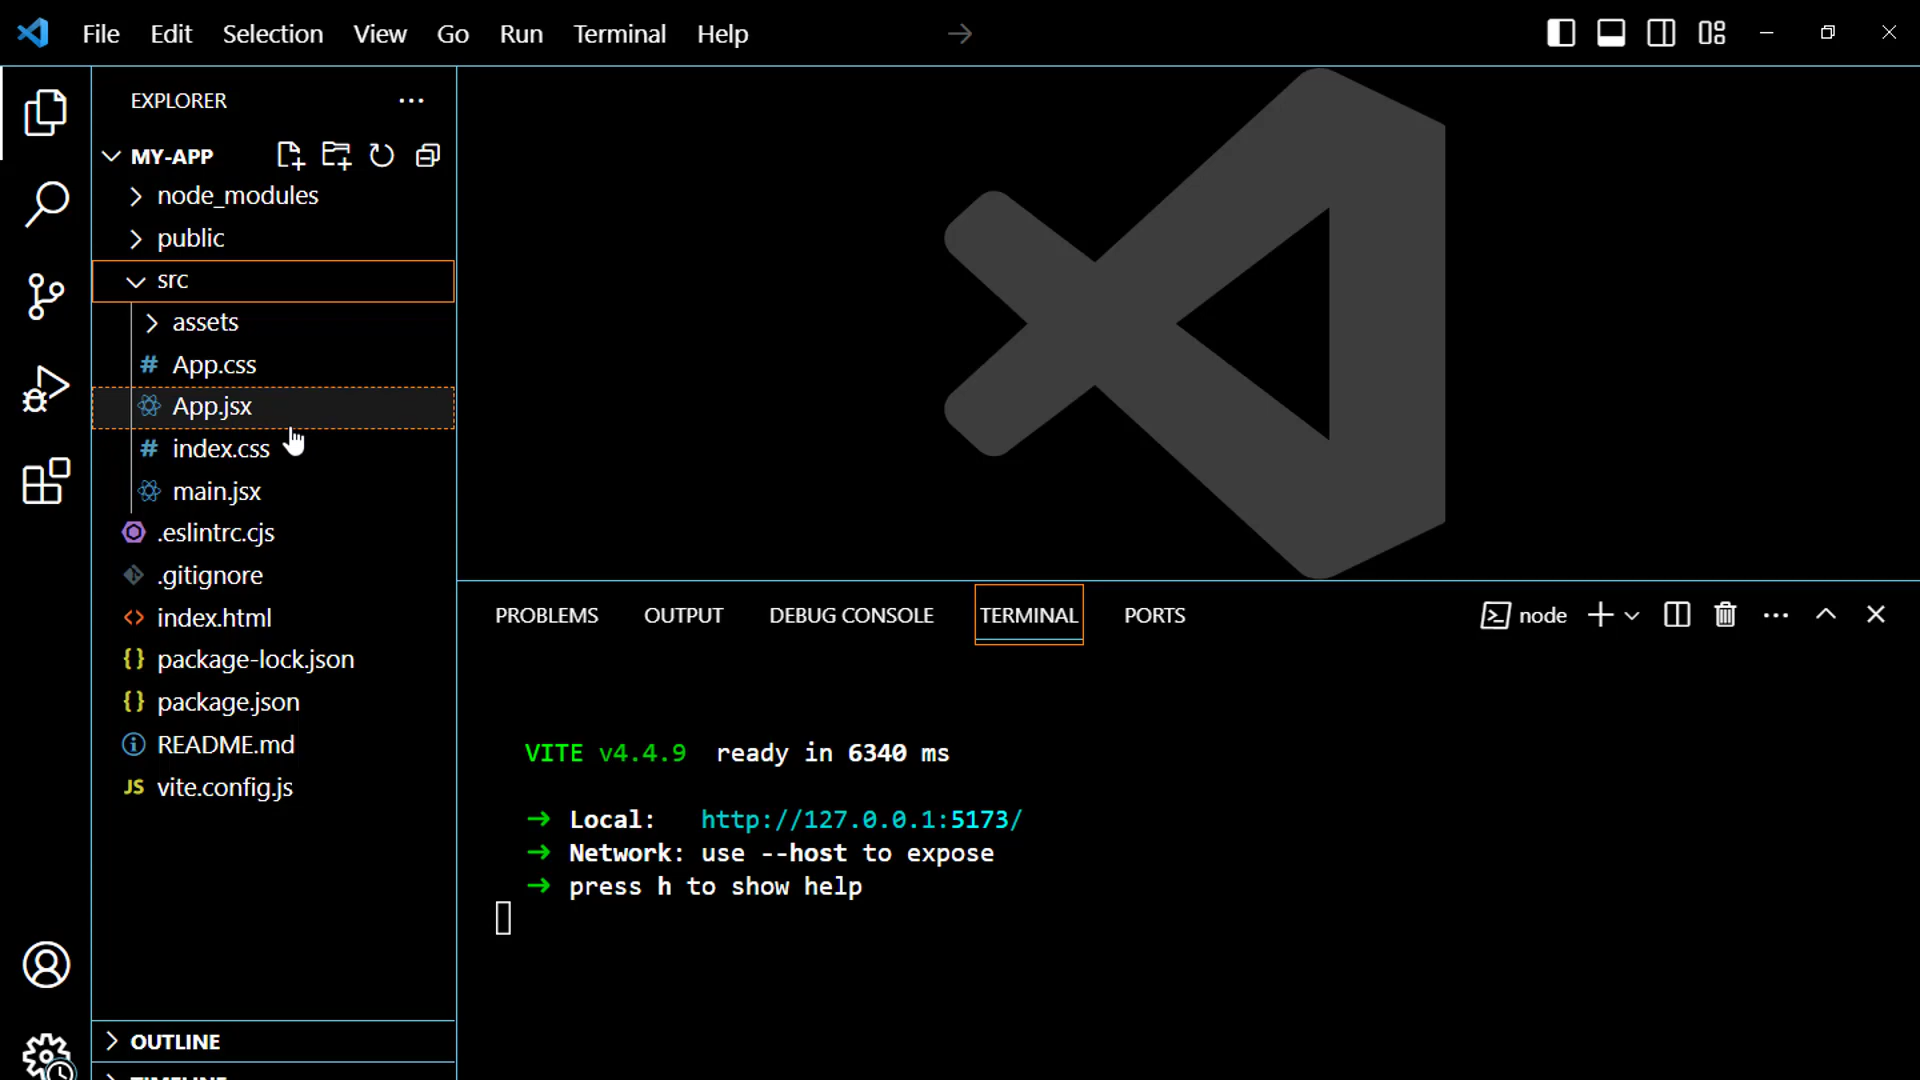 File Edit Selection View Go Run Terminal Help
EXPLORER
MY-APP
node_modules
public
src
assets
# App.css
App.jsx
# index.css
main.jsx
.eslintrc.cjs
.gitignore
<> index.html
{} package-lock.json
{} package.json
README.md
JS vite.config.js
OUTLINE
TIMELINE
PROBLEMS OUTPUT DEBUG CONSOLE TERMINAL PORTS
node
VITE v4.4.9 ready in 6340 ms
➜ Local: http://127.0.0.1:5173/
➜ Network: use --host to expose
➜ press h to show help